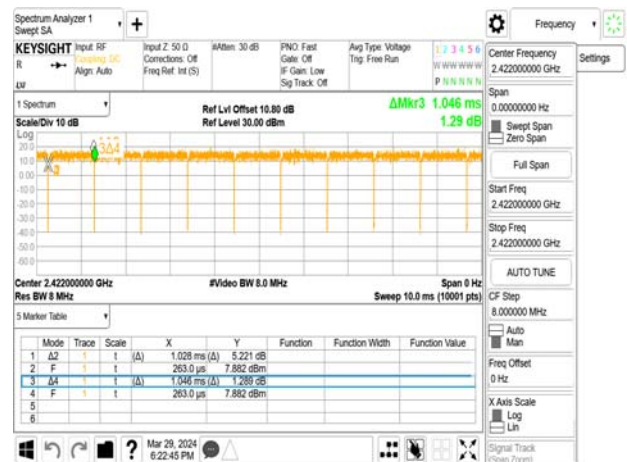 Spectrum Analyzer 1
Swept SA
Frequency
KEYSIGHT
R
Input: RF
Coupling: DC
Align: Auto
Input Z: 50 Ω
Corrections: Off
Freq Ref: Int (S)
#Atten: 30 dB
PNO: Fast
Gate: Off
IF Gain: Low
Sig Track: Off
Avg Type: Voltage
Trig: Free Run
1 2 3 4 5 6
W W W W W W
P N N N N N
LXI
1 Spectrum
Scale/Div 10 dB
Ref Lvl Offset 10.80 dB
Ref Level 30.00 dBm
ΔMkr3 1.046 ms
1.29 dB
Log
20.0
10.0
0.00
-10.0
-20.0
-30.0
-40.0
-50.0
-60.0
3Δ4
Center 2.422000000 GHz
Res BW 8 MHz
#Video BW 8.0 MHz
Span 0 Hz
Sweep 10.0 ms (10001 pts)
5 Marker Table
Mode Trace Scale X Y Function Function Width Function Value
1 Δ2 1 t (Δ) 1.028 ms (Δ) 5.221 dB
2 F 1 t 263.0 µs 7.882 dBm
3 Δ4 1 t (Δ) 1.046 ms (Δ) 1.289 dB
4 F 1 t 263.0 µs 7.882 dBm
5
6
?
Mar 29, 2024
6:22:45 PM
Center Frequency
2.422000000 GHz
Settings
Span
0.00000000 Hz
Swept Span
Zero Span
Full Span
Start Freq
2.422000000 GHz
Stop Freq
2.422000000 GHz
AUTO TUNE
CF Step
8.000000 MHz
Auto
Man
Freq Offset
0 Hz
X Axis Scale
Log
Lin
Signal Track
(Span Zoom)